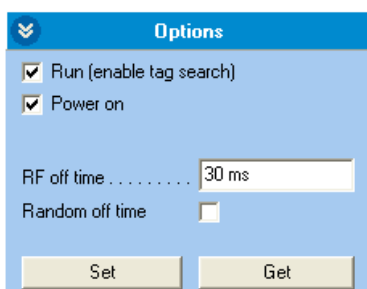 Options
Run (enable tag search)
Power on
RF off time . . . . . . . . . 30 ms
Random off time
Set Get